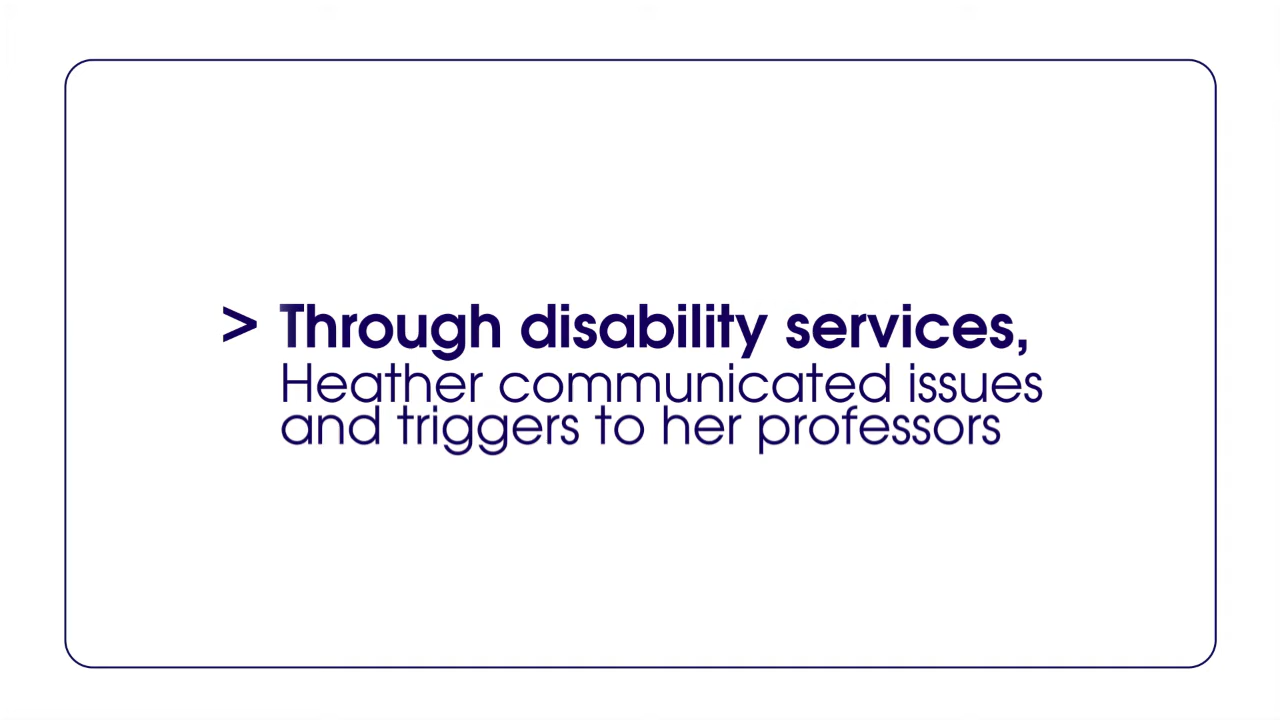 > Through disability services,
Heather communicated issues
and triggers to her professors